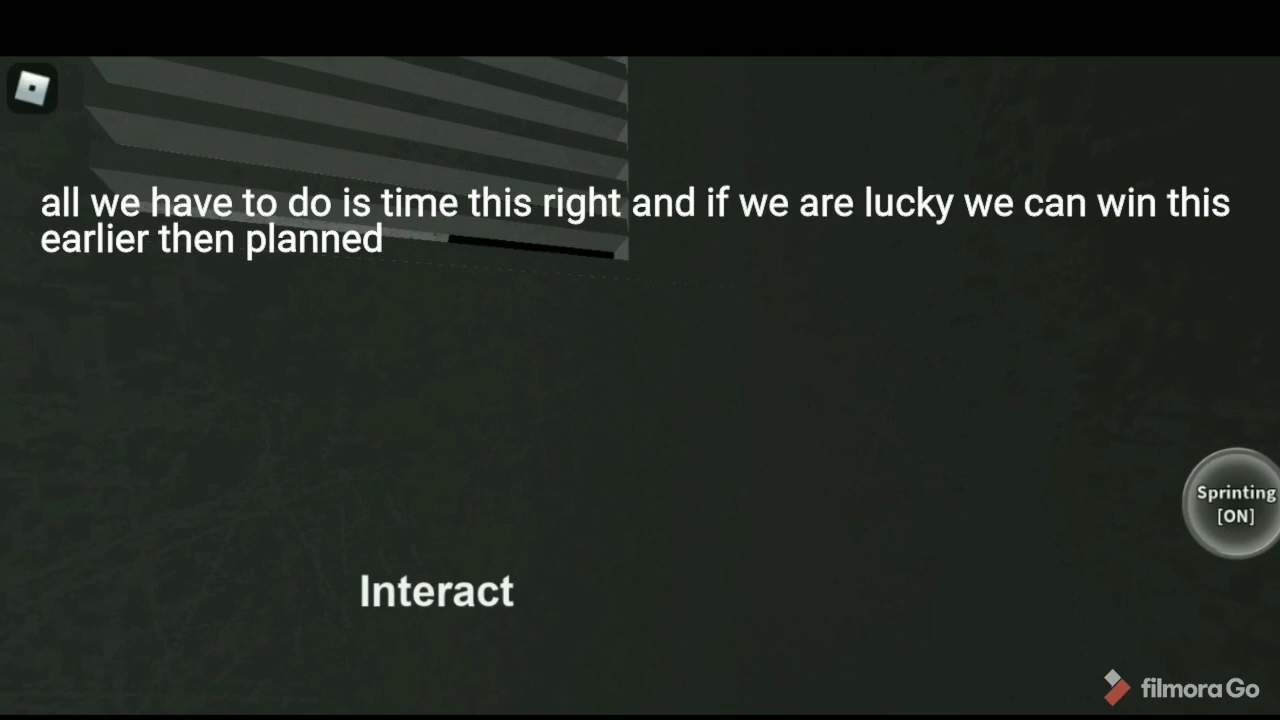 all we have to do is time this right and if we are lucky we can win this
earlier then planned
Sprinting
[ON]
Interact
filmora Go